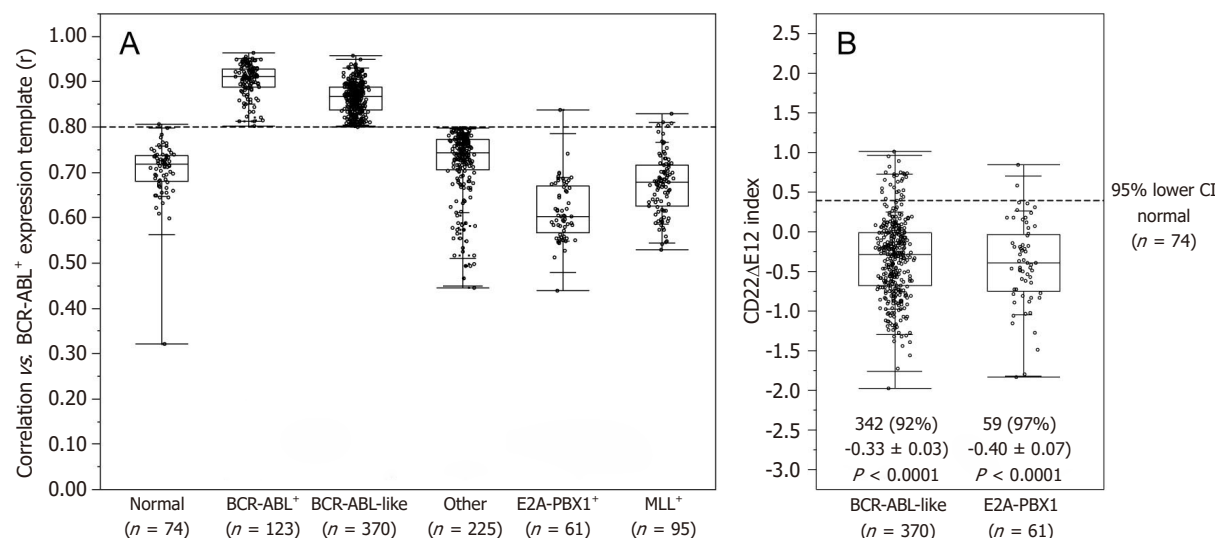 A
Correlation vs. BCR-ABL⁺ expression template (r)
1.00
0.90
0.80
0.70
0.60
0.50
0.40
0.30
0.20
0.10
0.00
Normal
(n = 74)
BCR-ABL⁺
(n = 123)
BCR-ABL-like
(n = 370)
Other
(n = 225)
E2A-PBX1⁺
(n = 61)
MLL⁺
(n = 95)
B
CD22ΔE12 index
2.5
2.0
1.5
1.0
0.5
0.0
-0.5
-1.0
-1.5
-2.0
-2.5
-3.0
95% lower CI
normal
(n = 74)
342 (92%)
-0.33 ± 0.03)
P < 0.0001
59 (97%)
-0.40 ± 0.07)
P < 0.0001
BCR-ABL-like
(n = 370)
E2A-PBX1
(n = 61)